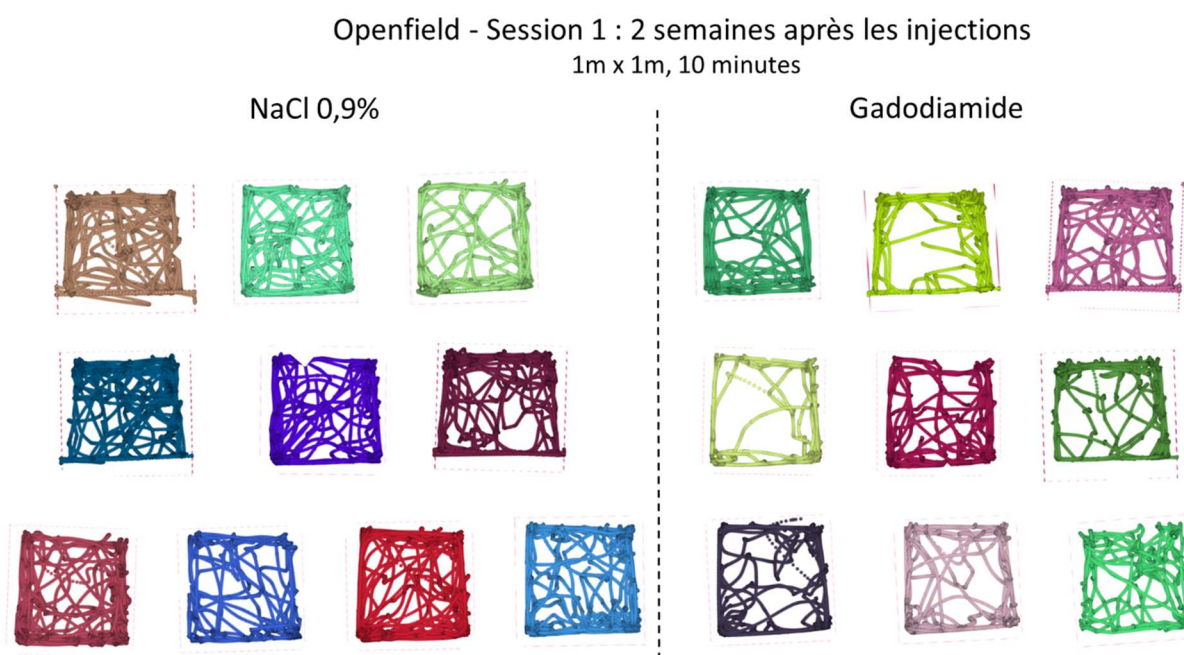 Openfield - Session 1 : 2 semaines après les injections
1m x 1m, 10 minutes
NaCl 0,9%
Gadodiamide